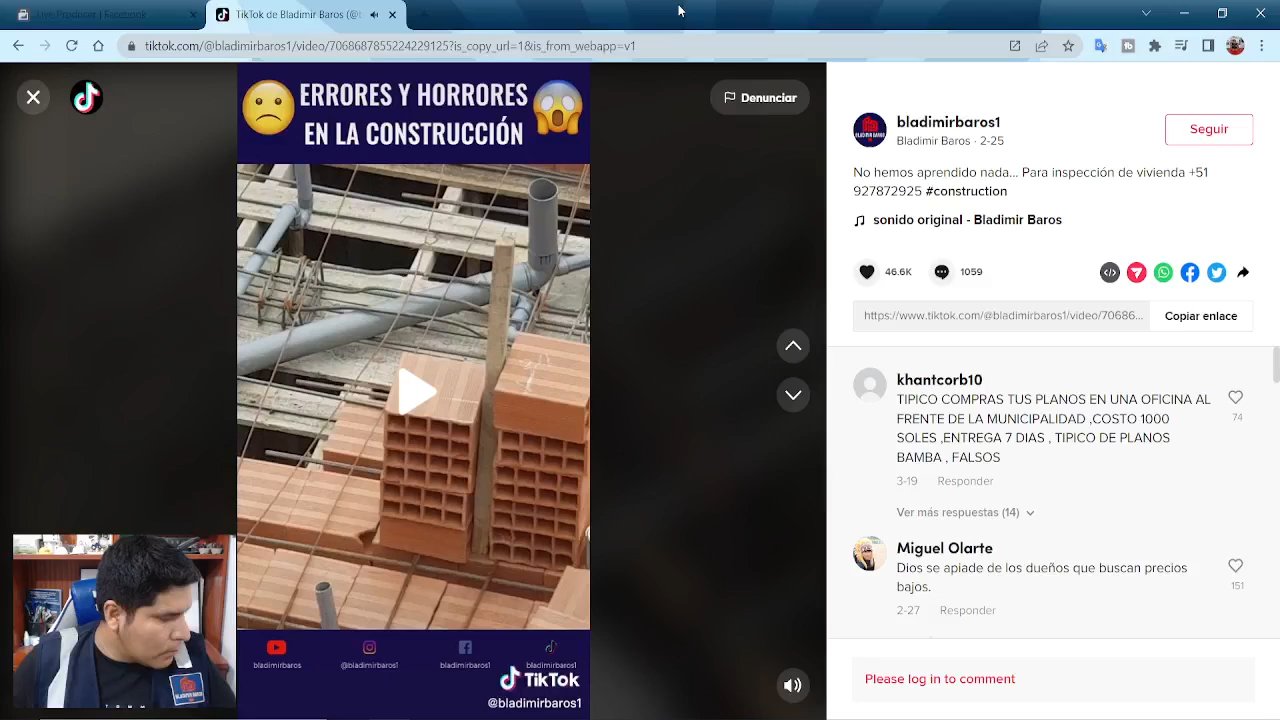 Live Producer | Facebook
TikTok de Bladimir Baros (@t
tiktok.com/@bladimirbaros1/video/7068687855224229125?is_copy_url=1&is_from_webapp=v1
ERRORES Y HORRORES
EN LA CONSTRUCCIÓN
Denunciar
bladimirbaros
@bladimirbaros1
bladimirbaros1
bladimirbaros1
TikTok
@bladimirbaros1
BLADIMIR BAROS
bladimirbaros1
Bladimir Baros · 2-25
Seguir
No hemos aprendido nada... Para inspección de vivienda +51
927872925 #construction
sonido original - Bladimir Baros
46.6K
1059
https://www.tiktok.com/@bladimirbaros1/video/70686...
Copiar enlace
khantcorb10
TIPICO COMPRAS TUS PLANOS EN UNA OFICINA AL
FRENTE DE LA MUNICIPALIDAD ,COSTO 1000
SOLES ,ENTREGA 7 DIAS , TIPICO DE PLANOS
BAMBA , FALSOS
74
3-19 Responder
Ver más respuestas (14)
Miguel Olarte
Dios se apiade de los dueños que buscan precios
bajos.
151
2-27 Responder
Please log in to comment